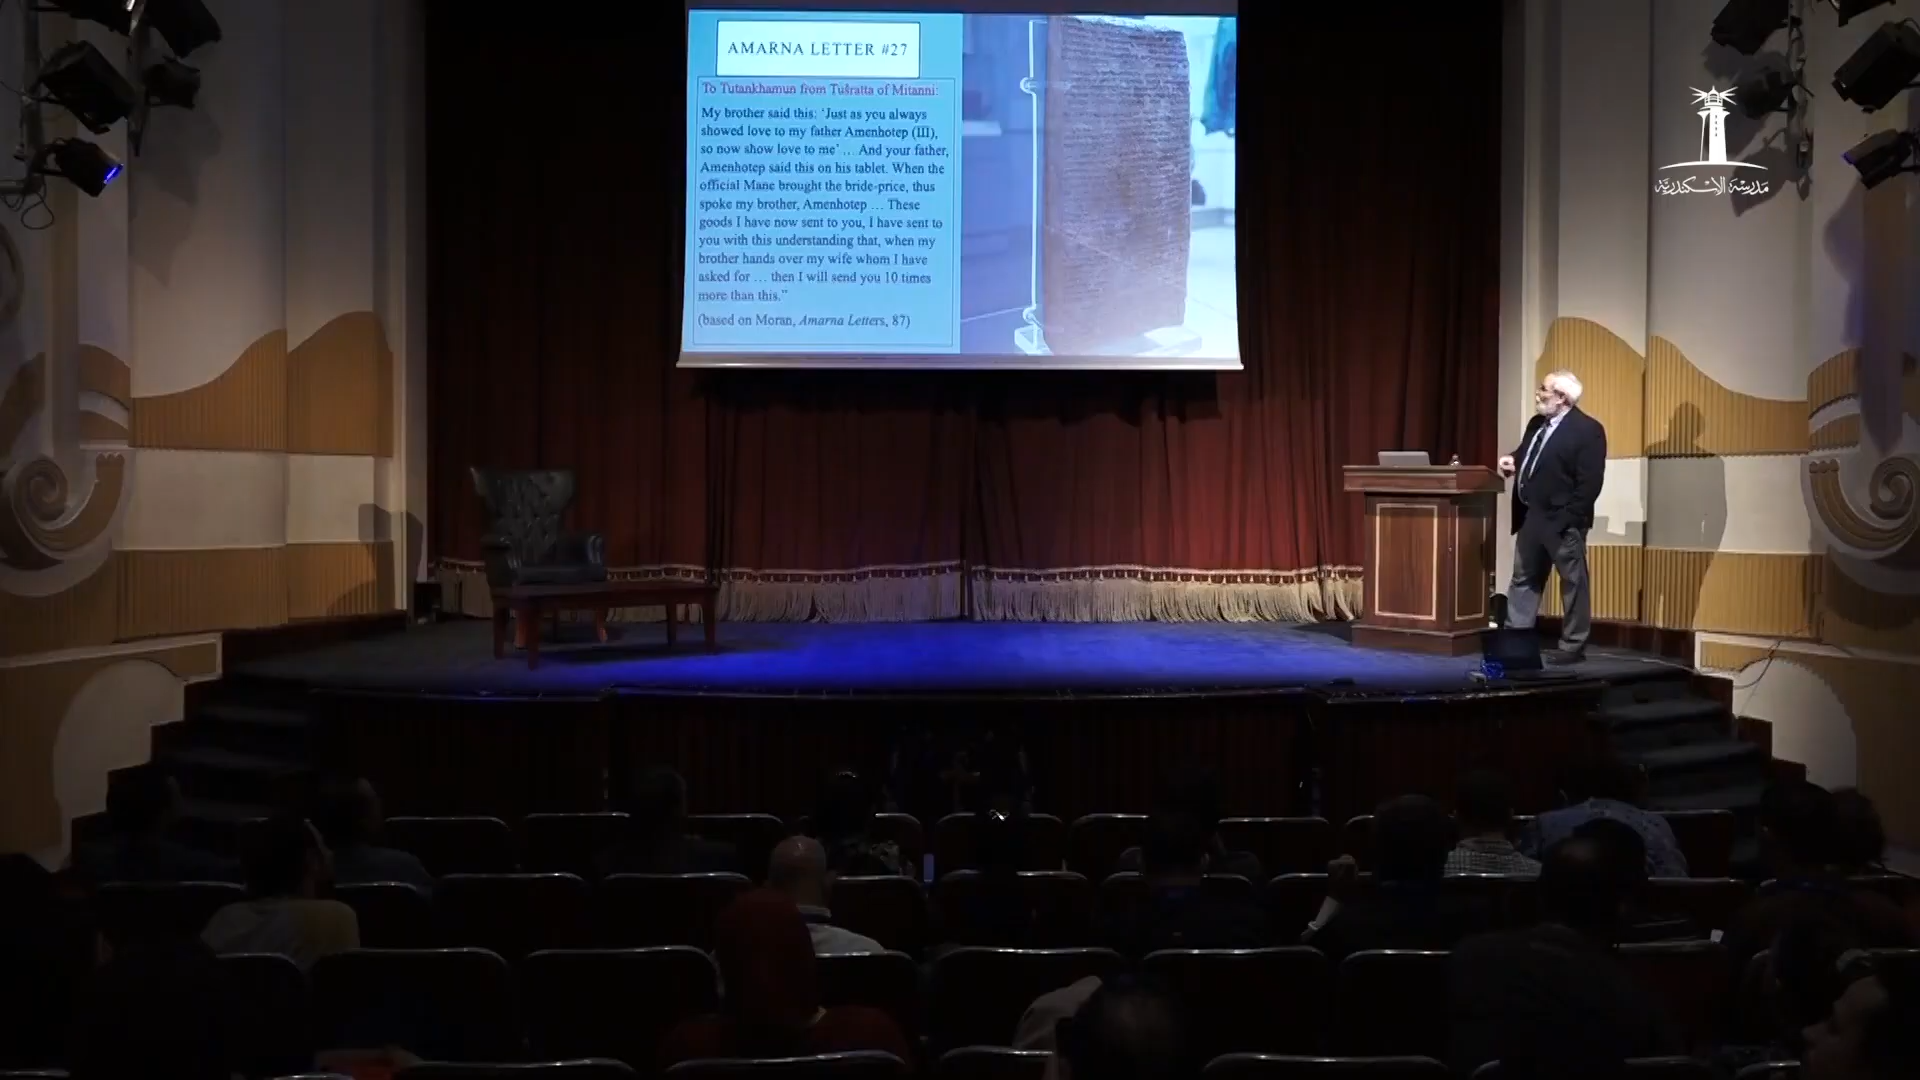 AMARNA LETTER #27
To Tutankhamun from Tušratta of Mitanni:
My brother said this: ‘Just as you always
showed love to my father Amenhotep (III),
so now show love to me’ … And your father,
Amenhotep said this on his tablet. When the
official Mane brought the bride-price, thus
spoke my brother, Amenhotep … These
goods I have now sent to you, I have sent to
you with this understanding that, when my
brother hands over my wife whom I have
asked for … then I will send you 10 times
more than this.”
(based on Moran, Amarna Letters, 87)
مدرسة الإسكندرية